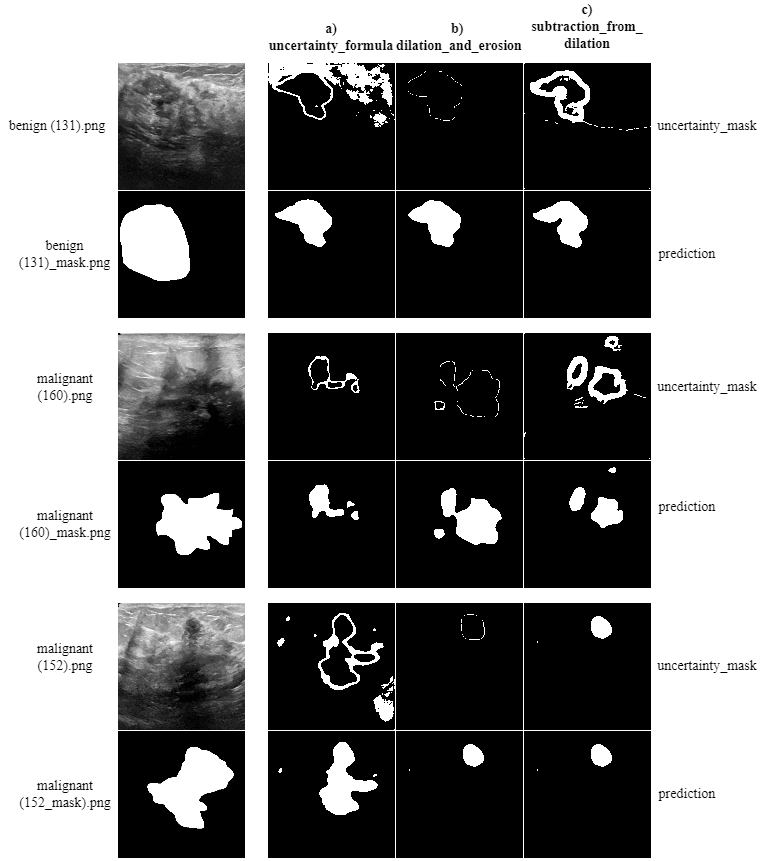 a)
uncertainty_formula
b)
dilation_and_erosion
c)
subtraction_from_
dilation
benign (131).png
uncertainty_mask
benign
(131)_mask.png
prediction
malignant
(160).png
uncertainty_mask
malignant
(160)_mask.png
prediction
malignant
(152).png
uncertainty_mask
malignant
(152_mask).png
prediction